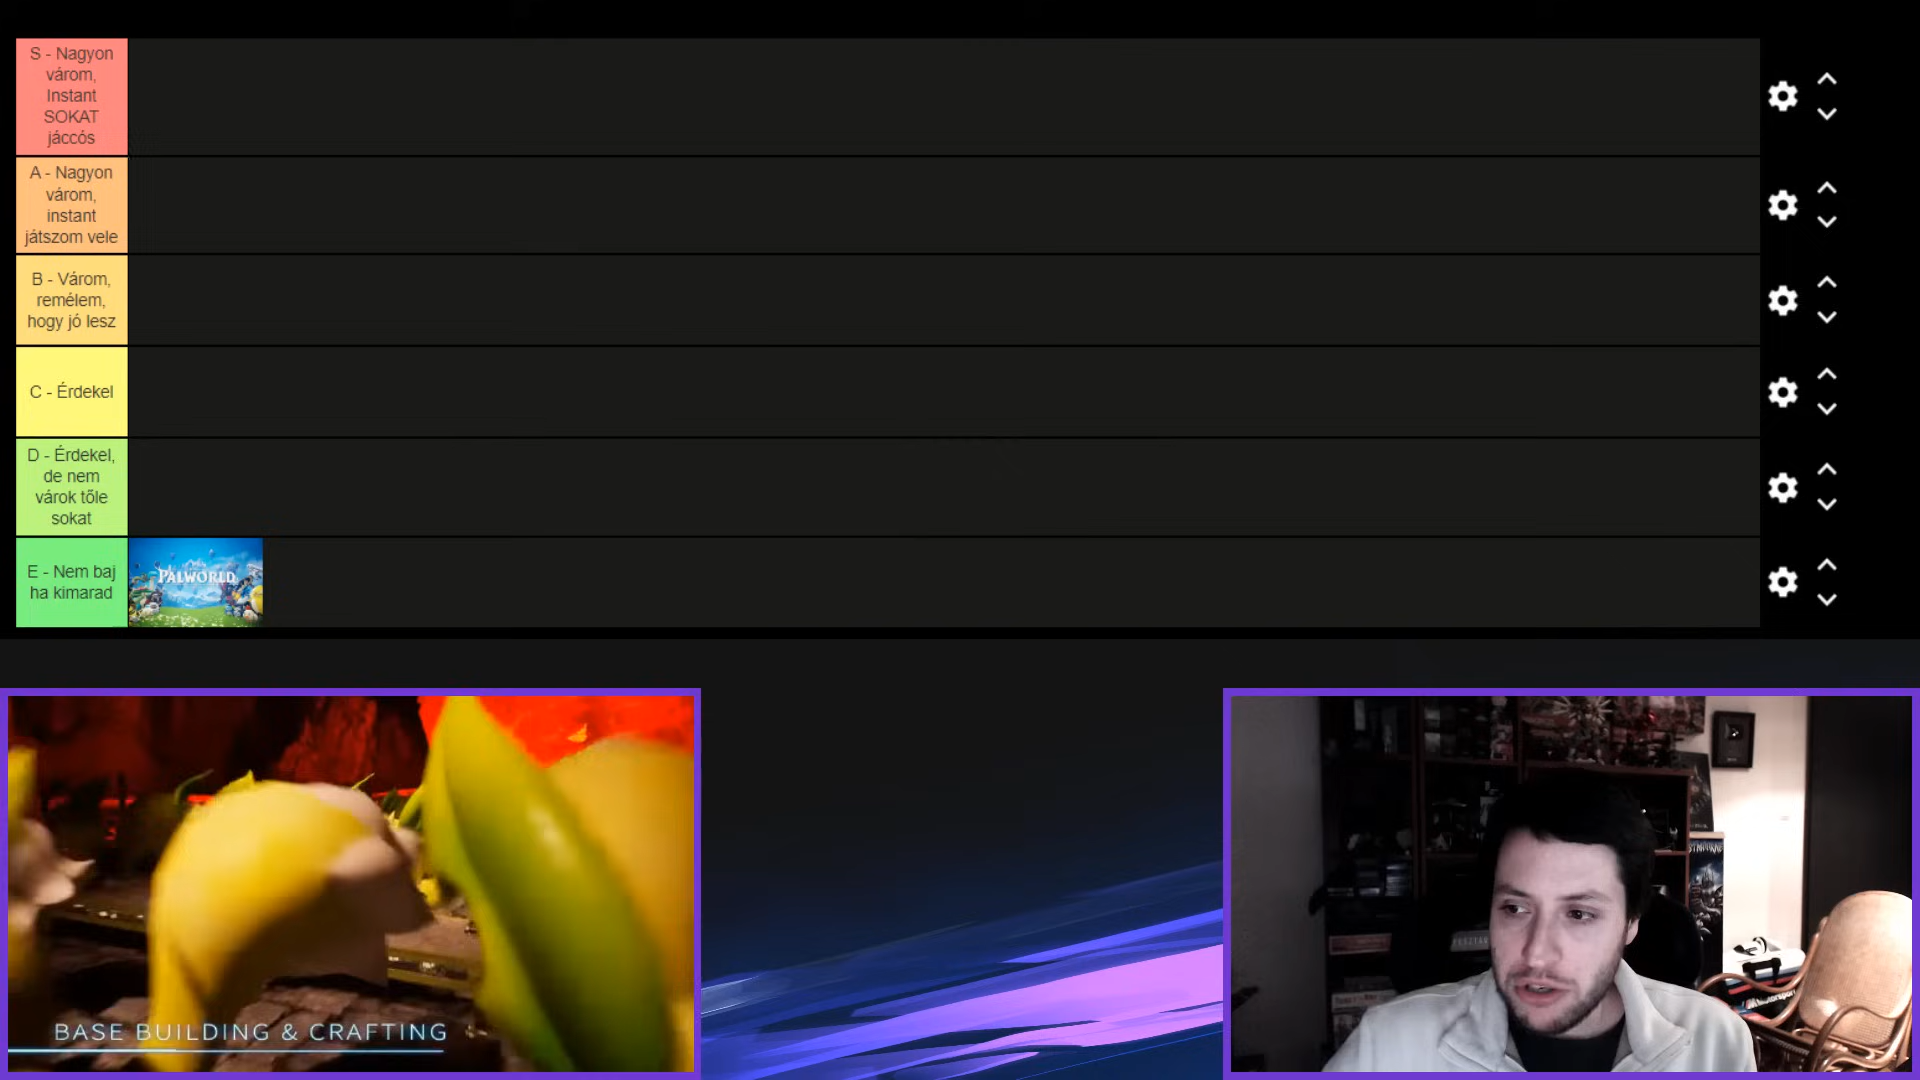 S - Nagyon
várom,
Instant
SOKAT
jáccós
A - Nagyon
várom,
instant
játszom vele
B - Várom,
remélem,
hogy jó lesz
C - Érdekel
D - Érdekel,
de nem
várok tőle
sokat
E - Nem baj
ha kimarad
PALWORLD
BASE BUILDING & CRAFTING